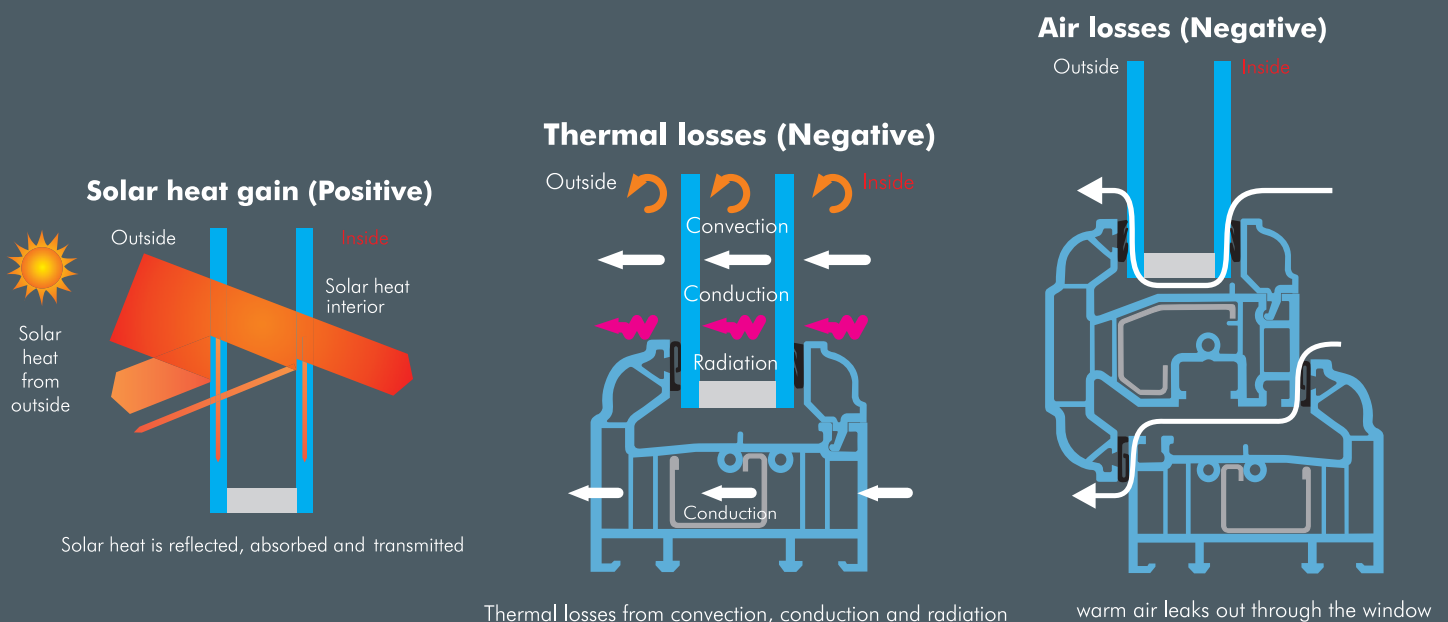 Solar heat gain (Positive)
Outside
Inside
Solar heat
interior
Solar
heat
from
outside
Solar heat is reflected, absorbed and transmitted
Thermal losses (Negative)
Outside
Inside
Convection
Conduction
Radiation
Conduction
Thermal losses from convection, conduction and radiation
Air losses (Negative)
Outside
Inside
warm air leaks out through the window